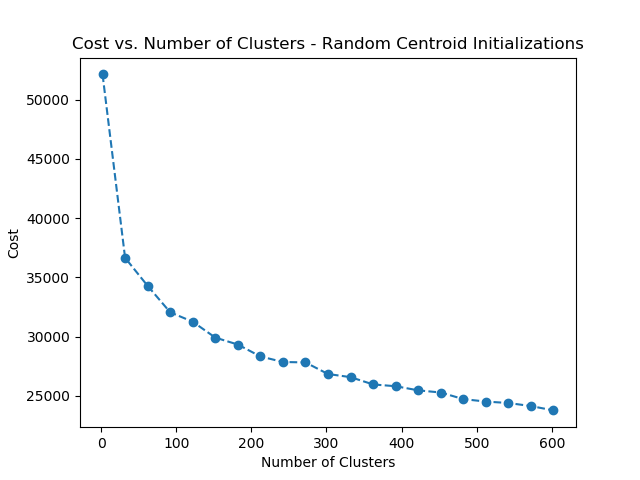 Cost vs. Number of Clusters - Random Centroid Initializations
50000
45000
40000
35000
30000
25000
Cost
0 100 200 300 400 500 600
Number of Clusters